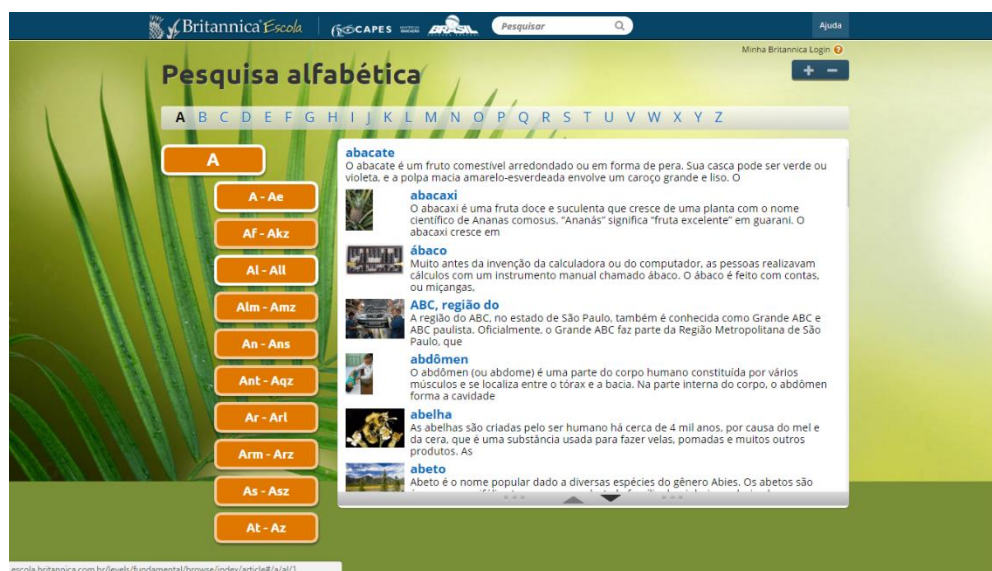 Britannica Escola
CAPES
BRASIL
Pesquisar
Ajuda
Minha Britannica Login ?
Pesquisa alfabética
+ −
A B C D E F G H I J K L M N O P Q R S T U V W X Y Z
A
A - Ae
Af - Akz
Al - All
Alm - Amz
An - Ans
Ant - Aqz
Ar - Arl
Arm - Arz
As - Asz
At - Az
abacate
O abacate é um fruto comestível arredondado ou em forma de pera. Sua casca pode ser verde ou
violeta, e a polpa macia amarelo-esverdeada envolve um caroço grande e liso. O
abacaxi
O abacaxi é uma fruta doce e suculenta que cresce de uma planta com o nome
científico de Ananas comosus. “Ananás” significa “fruta excelente” em guarani. O
abacaxi cresce em
ábaco
Muito antes da invenção da calculadora ou do computador, as pessoas realizavam
cálculos com um instrumento manual chamado ábaco. O ábaco é feito com contas,
ou miçangas,
ABC, região do
A região do ABC, no estado de São Paulo, também é conhecida como Grande ABC e
ABC paulista. Oficialmente, o Grande ABC faz parte da Região Metropolitana de São
Paulo, que
abdômen
O abdômen (ou abdome) é uma parte do corpo humano constituída por vários
músculos e se localiza entre o tórax e a bacia. Na parte interna do corpo, o abdômen
forma a cavidade
abelha
As abelhas são criadas pelo ser humano há cerca de 4 mil anos, por causa do mel e
da cera, que é uma substância usada para fazer velas, pomadas e muitos outros
produtos. As
abeto
Abeto é o nome popular dado a diversas espécies do gênero Abies. Os abetos são
escola.britannica.com.br/levels/fundamental/browse/index/article#/a/al/1